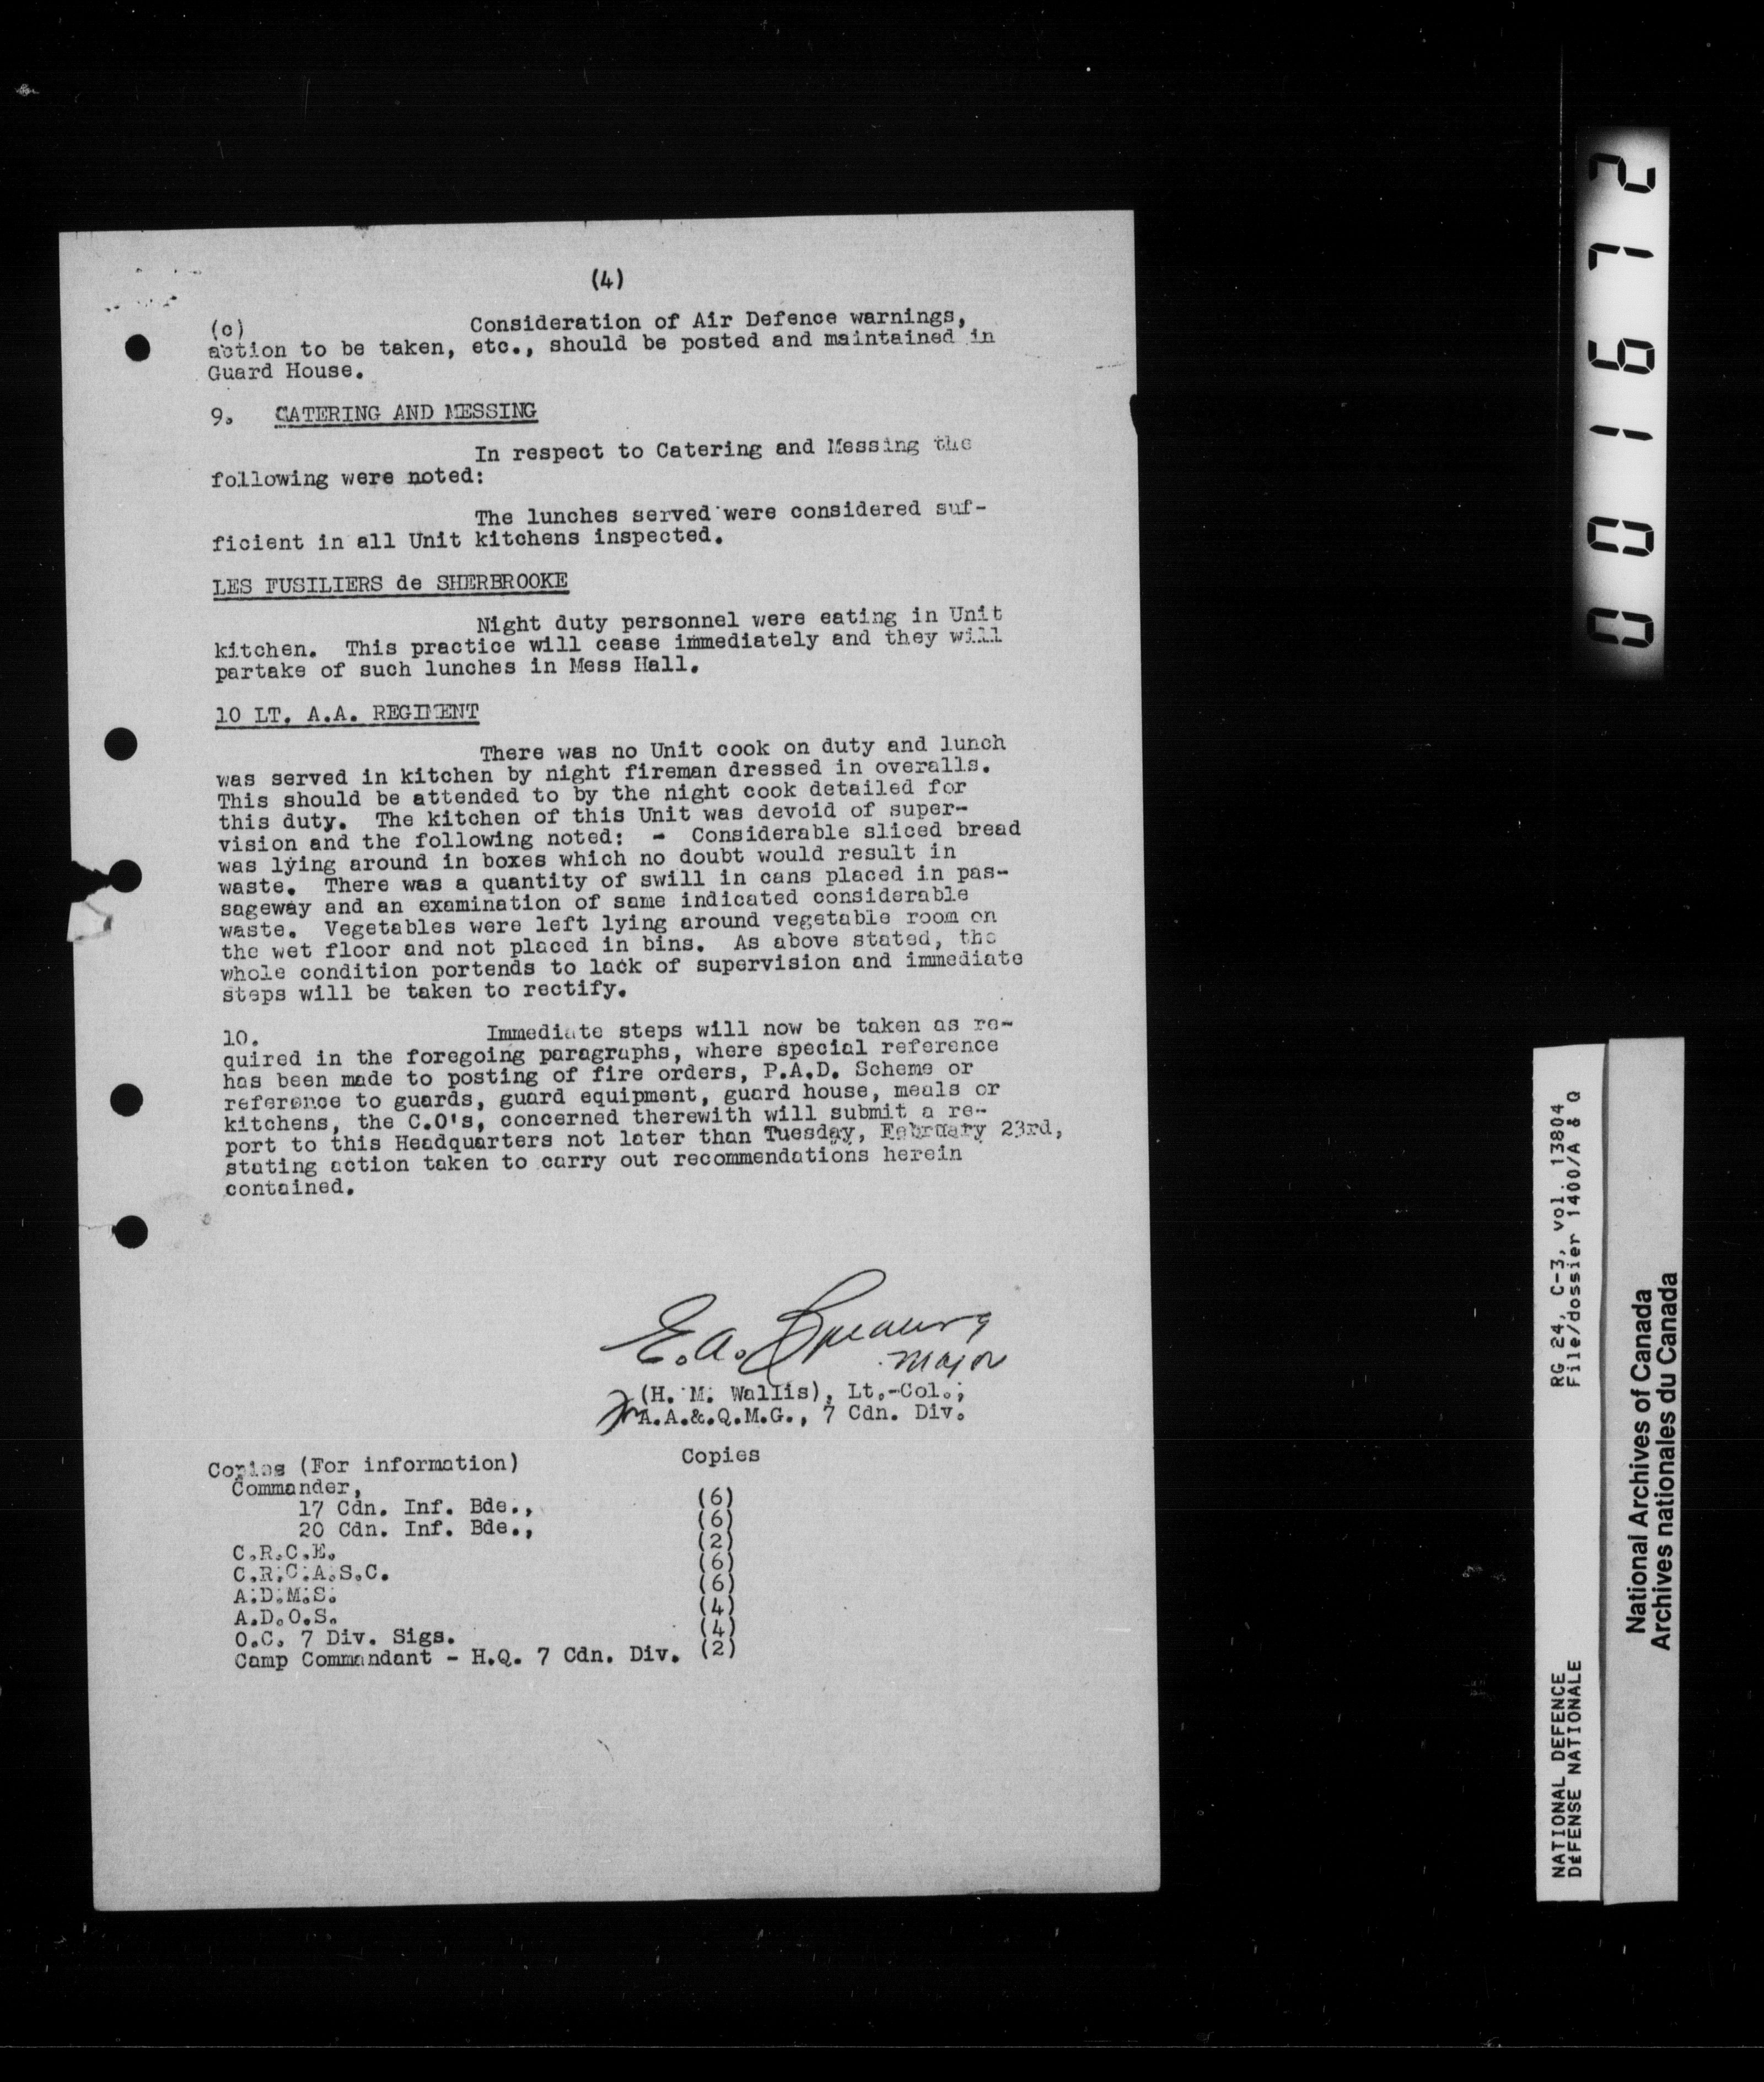 (4)
(c) Consideration of Air Defence warnings,
action to be taken, etc., should be posted and maintained in
Guard House.
9. CATERING AND MESSING
In respect to Catering and Messing the
following were noted:
The lunches served were considered suf-
ficient in all Unit kitchens inspected.
LES FUSILIERS de SHERBROOKE
Night duty personnel were eating in Unit
kitchen. This practice will cease immediately and they will
partake of such lunches in Mess Hall.
10 LT. A.A. REGIMENT
There was no Unit cook on duty and lunch
was served in kitchen by night fireman dressed in overalls.
This should be attended to by the night cook detailed for
this duty. The kitchen of this Unit was devoid of super-
vision and the following noted: - Considerable sliced bread
was lying around in boxes which no doubt would result in
waste. There was a quantity of swill in cans placed in pas-
sageway and an examination of same indicated considerable
waste. Vegetables were left lying around vegetable room on
the wet floor and not placed in bins. As above stated, the
whole condition portends to lack of supervision and immediate
steps will be taken to rectify.
10. Immediate steps will now be taken as re-
quired in the foregoing paragraphs, where special reference
has been made to posting of fire orders, P.A.D. Scheme or
reference to guards, guard equipment, guard house, meals or
kitchens, the C.O's, concerned therewith will submit a re-
port to this Headquarters not later than Tuesday, February 23rd,
stating action taken to carry out recommendations herein
contained.
E.A.
Major
(H. M. Wallis), Lt.-Col.,
for A.A.&.Q.M.G., 7 Cdn. Div.
Copies (For information) Copies
Commander,
17 Cdn. Inf. Bde., (6)
20 Cdn. Inf. Bde., (6)
C.R.C.E. (2)
C.R.C.A.S.C. (6)
A.D.M.S. (6)
A.D.O.S. (4)
O.C. 7 Div. Sigs. (4)
Camp Commandant - H.Q. 7 Cdn. Div. (2)
001672
NATIONAL DEFENCE RG 24, C-3, vol. 13804
DÉFENSE NATIONALE File/dossier 1400/A & Q
National Archives of Canada
Archives nationales du Canada